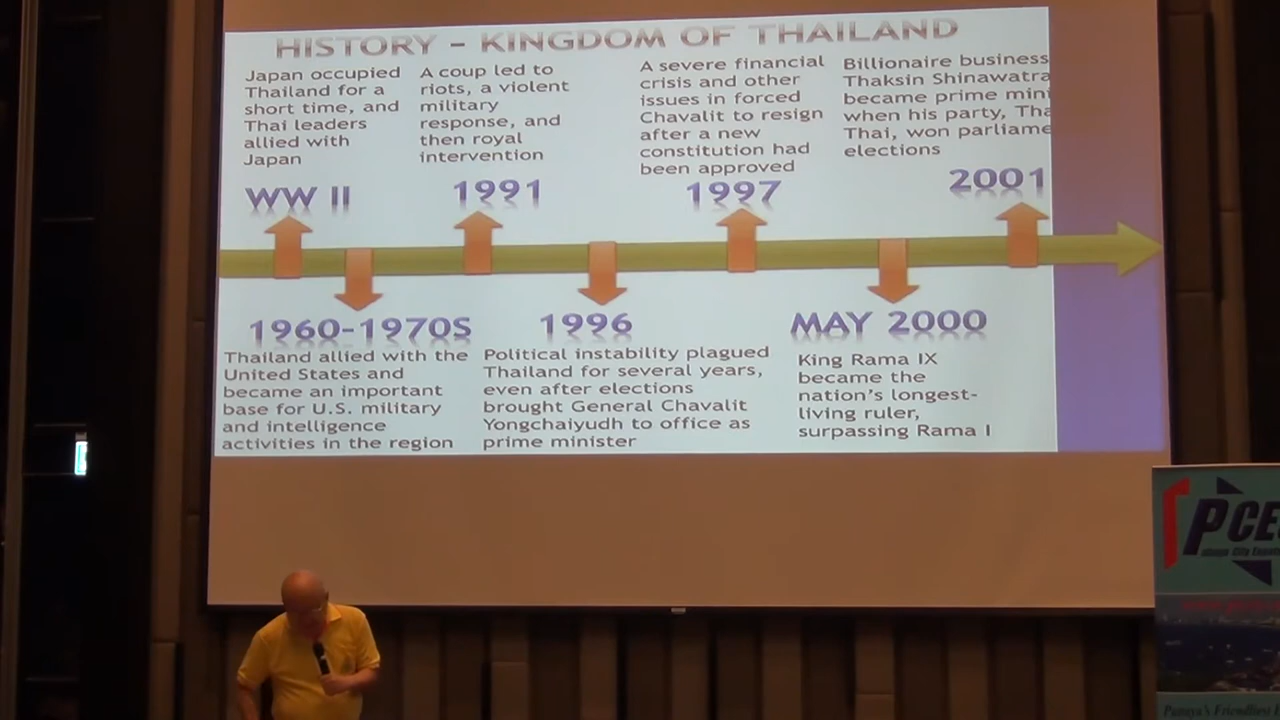 HISTORY – KINGDOM OF THAILAND
Japan occupied
Thailand for a
short time, and
Thai leaders
allied with
Japan
WW II
A coup led to
riots, a violent
military
response, and
then royal
intervention
1991
A severe financial
crisis and other
issues in forced
Chavalit to resign
after a new
constitution had
been approved
1997
Billionaire business
Thaksin Shinawatra
became prime mini
when his party, Tha
Thai, won parliame
elections
2001
1960-1970S
Thailand allied with the
United States and
became an important
base for U.S. military
and intelligence
activities in the region
1996
Political instability plagued
Thailand for several years,
even after elections
brought General Chavalit
Yongchaiyudh to office as
prime minister
MAY 2000
King Rama IX
became the
nation's longest-
living ruler,
surpassing Rama I
PCE
City
Friendliest